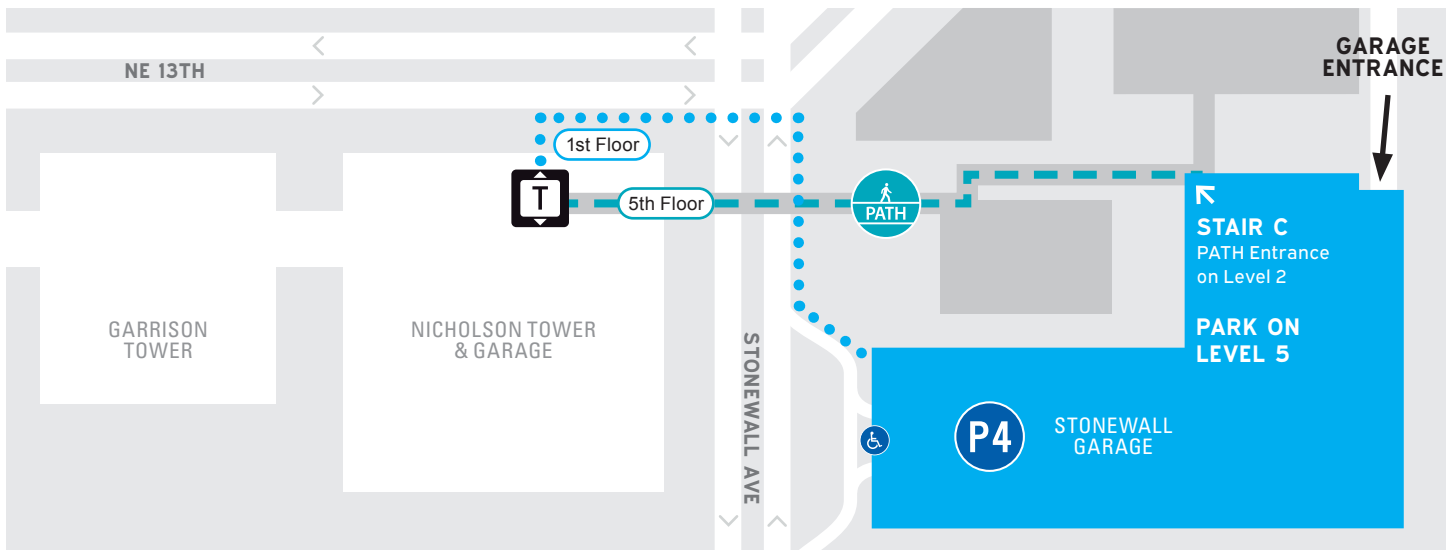 NE 13TH
GARAGE
ENTRANCE
1st Floor
T
5th Floor
PATH
STAIR C
PATH Entrance
on Level 2
PARK ON
LEVEL 5
GARRISON
TOWER
NICHOLSON TOWER
& GARAGE
STONEWALL AVE
P4
STONEWALL
GARAGE